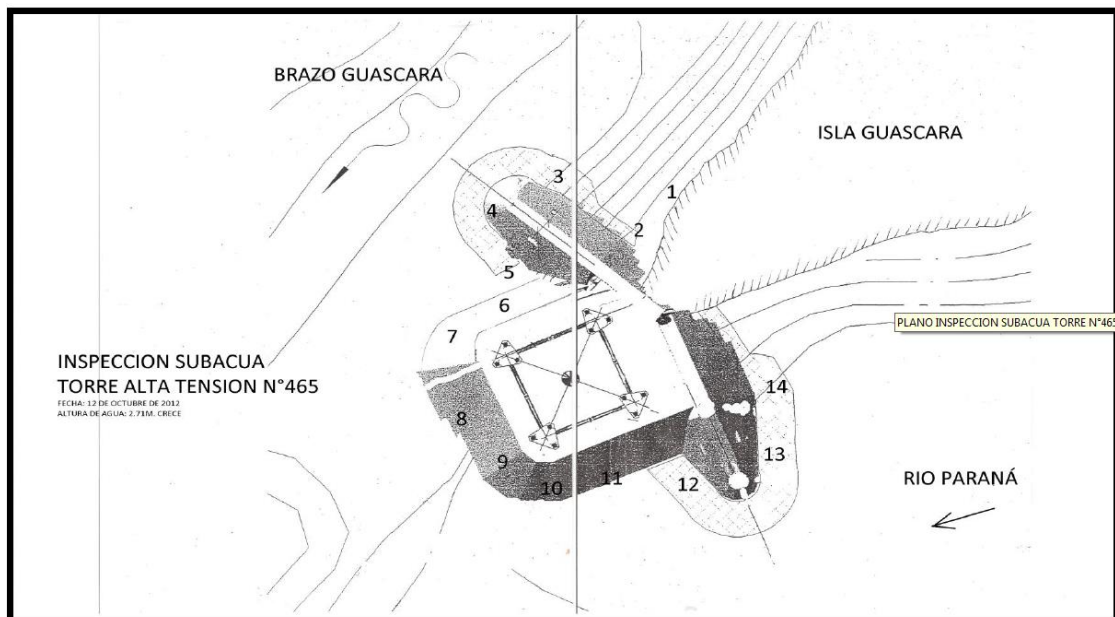 BRAZO GUASCARA
ISLA GUASCARA
3
1
4
2
5
6
PLANO INSPECCION SUBACUA TORRE N°465
7
INSPECCION SUBACUA
TORRE ALTA TENSION N°465
FECHA: 12 DE OCTUBRE DE 2012
ALTURA DE AGUA: 2.71M. CRECE
14
8
13
9
10
11
12
RIO PARANÁ